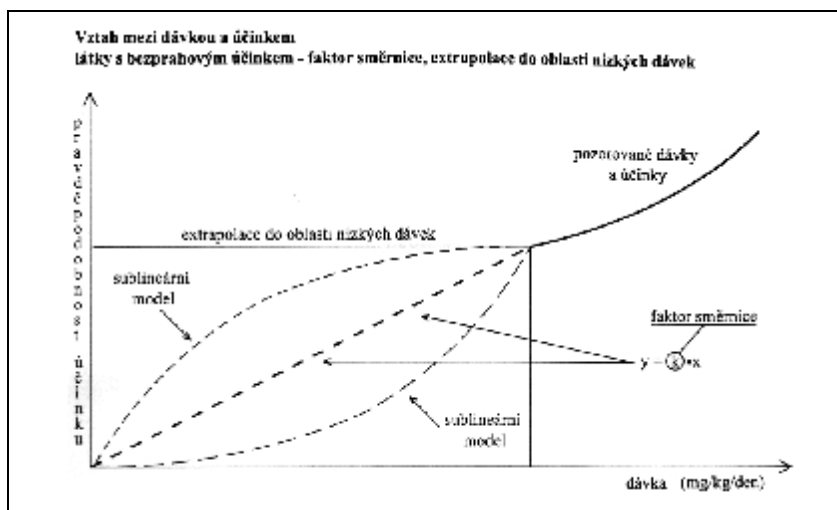 Vztah mezi dávkou a účinkem
látky s bezprahovým účinkem - faktor směrnice, extrapolace do oblasti nízkých dávek
pravděpodobnost účinku
pozorované dávky
a účinky
extrapolace do oblasti nízkých dávek
sublineární
model
faktor směrnice
y = k •x
sublineární
model
dávka (mg/kg/den)